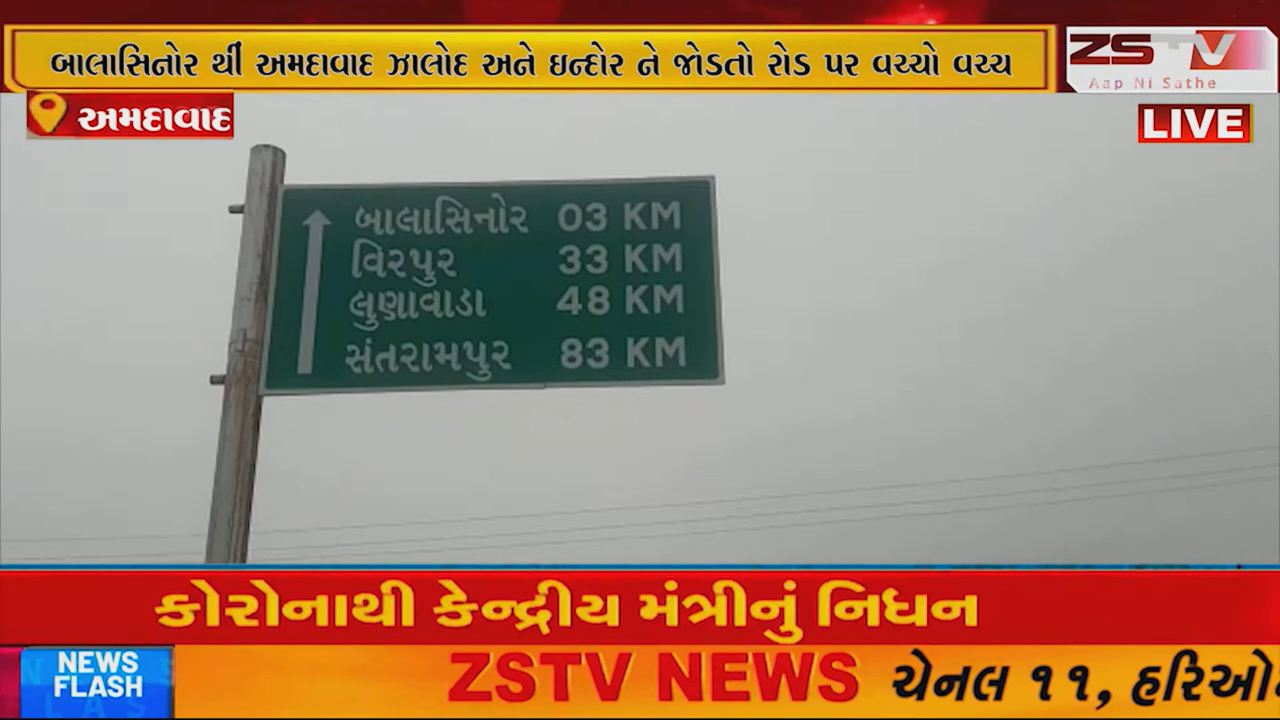 બાલાસિનોર થીં અમદાવાદ ઝાલોદ અને ઇન્દોર ને જોડતો રોડ પર વચ્યો વચ્ચ
ZSTV
Aap Ni Sathe
અમદાવાદ
LIVE
બાલાસિનોર 03 KM
વિરપુર 33 KM
લુણાવાડા 48 KM
સંતરામપુર 83 KM
કોરોનાથી કેન્દ્રીય મંત્રીનું નિધન
NEWS FLASH
ZSTV NEWS ચેનલ ૧૧,